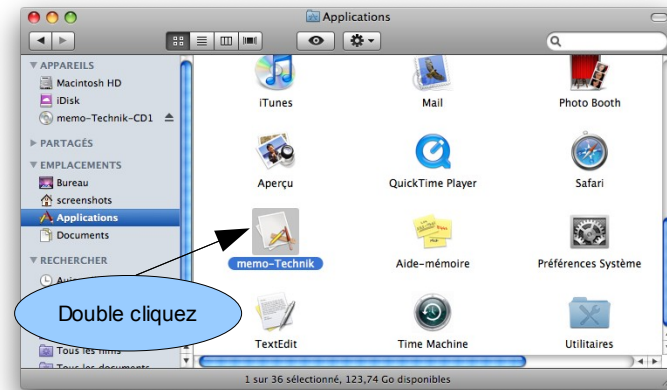 Applications
APPAREILS
Macintosh HD
iDisk
memo-Technik-CD1
PARTAGÉS
EMPLACEMENTS
Bureau
screenshots
Applications
Documents
RECHERCHER
Tous les films
Tous les documents
iTunes
Mail
Photo Booth
Aperçu
QuickTime Player
Safari
memo-Technik
Aide-mémoire
Préférences Système
TextEdit
Time Machine
Utilitaires
Double cliquez
1 sur 36 sélectionné, 123,74 Go disponibles